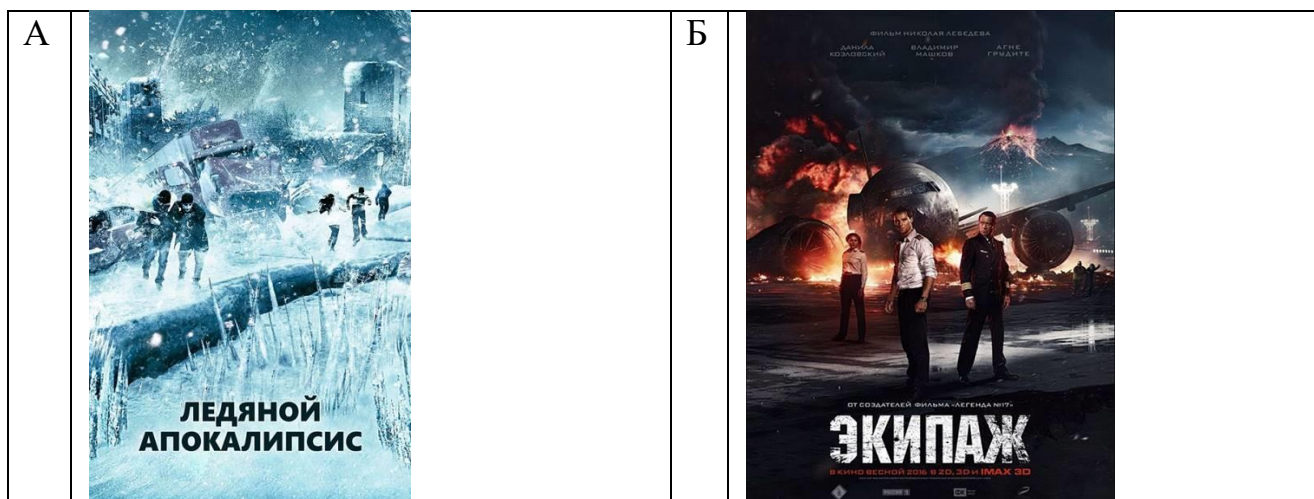 А
ЛЕДЯНОЙ
АПОКАЛИПСИС
Б
ФИЛЬМ НИКОЛАЯ ЛЕБЕДЕВА
ДАНИЛА КОЗЛОВСКИЙ
ВЛАДИМИР МАШКОВ
АГНЕ ГРУДИТЕ
ОТ СОЗДАТЕЛЕЙ ФИЛЬМА «ЛЕГЕНДА №17»
ЭКИПАЖ
В КИНО ВЕСНОЙ 2016 В 2D, 3D И IMAX 3D